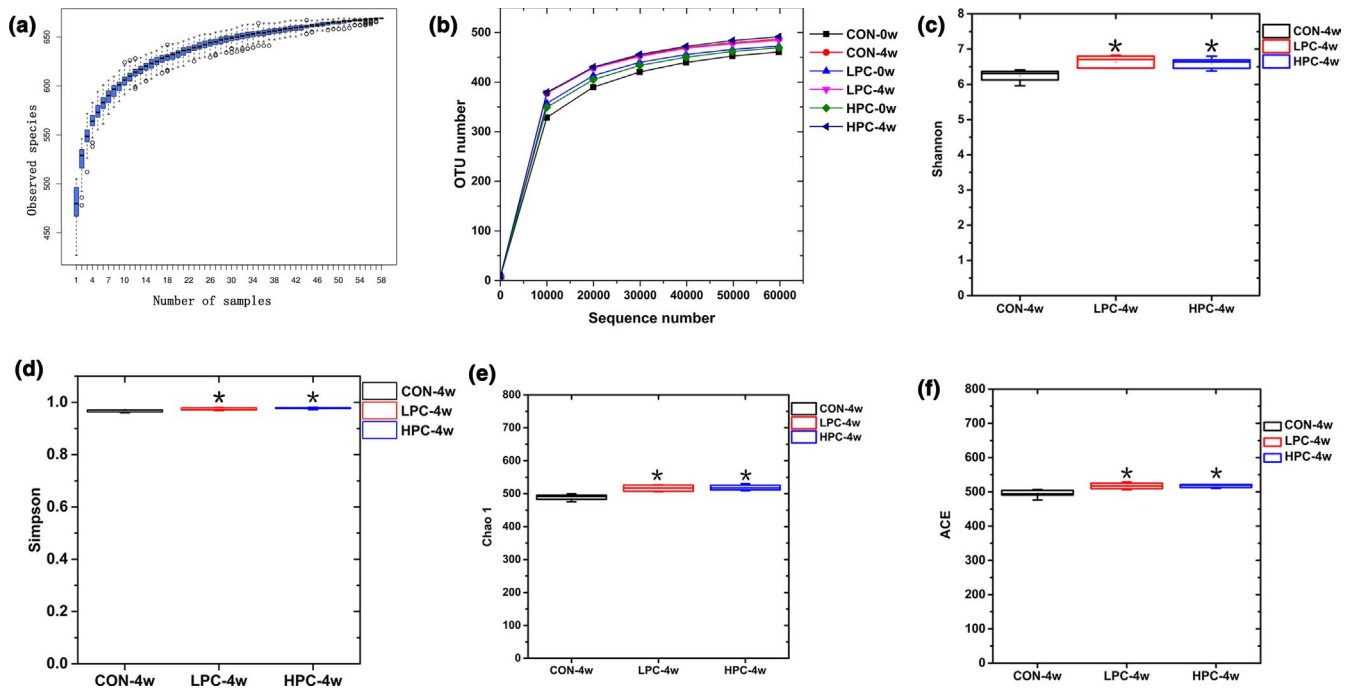 (a)
Observed species
650
600
550
500
450
1 4 7 10 14 18 22 26 30 34 38 42 46 50 54 58
Number of samples
(b)
OTU number
500
400
300
200
100
0
0 10000 20000 30000 40000 50000 60000
Sequence number
CON-0w
CON-4w
LPC-0w
LPC-4w
HPC-0w
HPC-4w
(c)
Shannon
8
7
6
5
4
3
2
1
0
* *
CON-4w LPC-4w HPC-4w
CON-4w
LPC-4w
HPC-4w
(d)
Simpson
1.0
0.8
0.6
0.4
0.2
0.0
* *
CON-4w LPC-4w HPC-4w
CON-4w
LPC-4w
HPC-4w
(e)
Chao 1
800
700
600
500
400
300
200
100
0
* *
CON-4w LPC-4w HPC-4w
CON-4w
LPC-4w
HPC-4w
(f)
ACE
800
700
600
500
400
300
200
100
0
* *
CON-4w LPC-4w HPC-4w
CON-4w
LPC-4w
HPC-4w